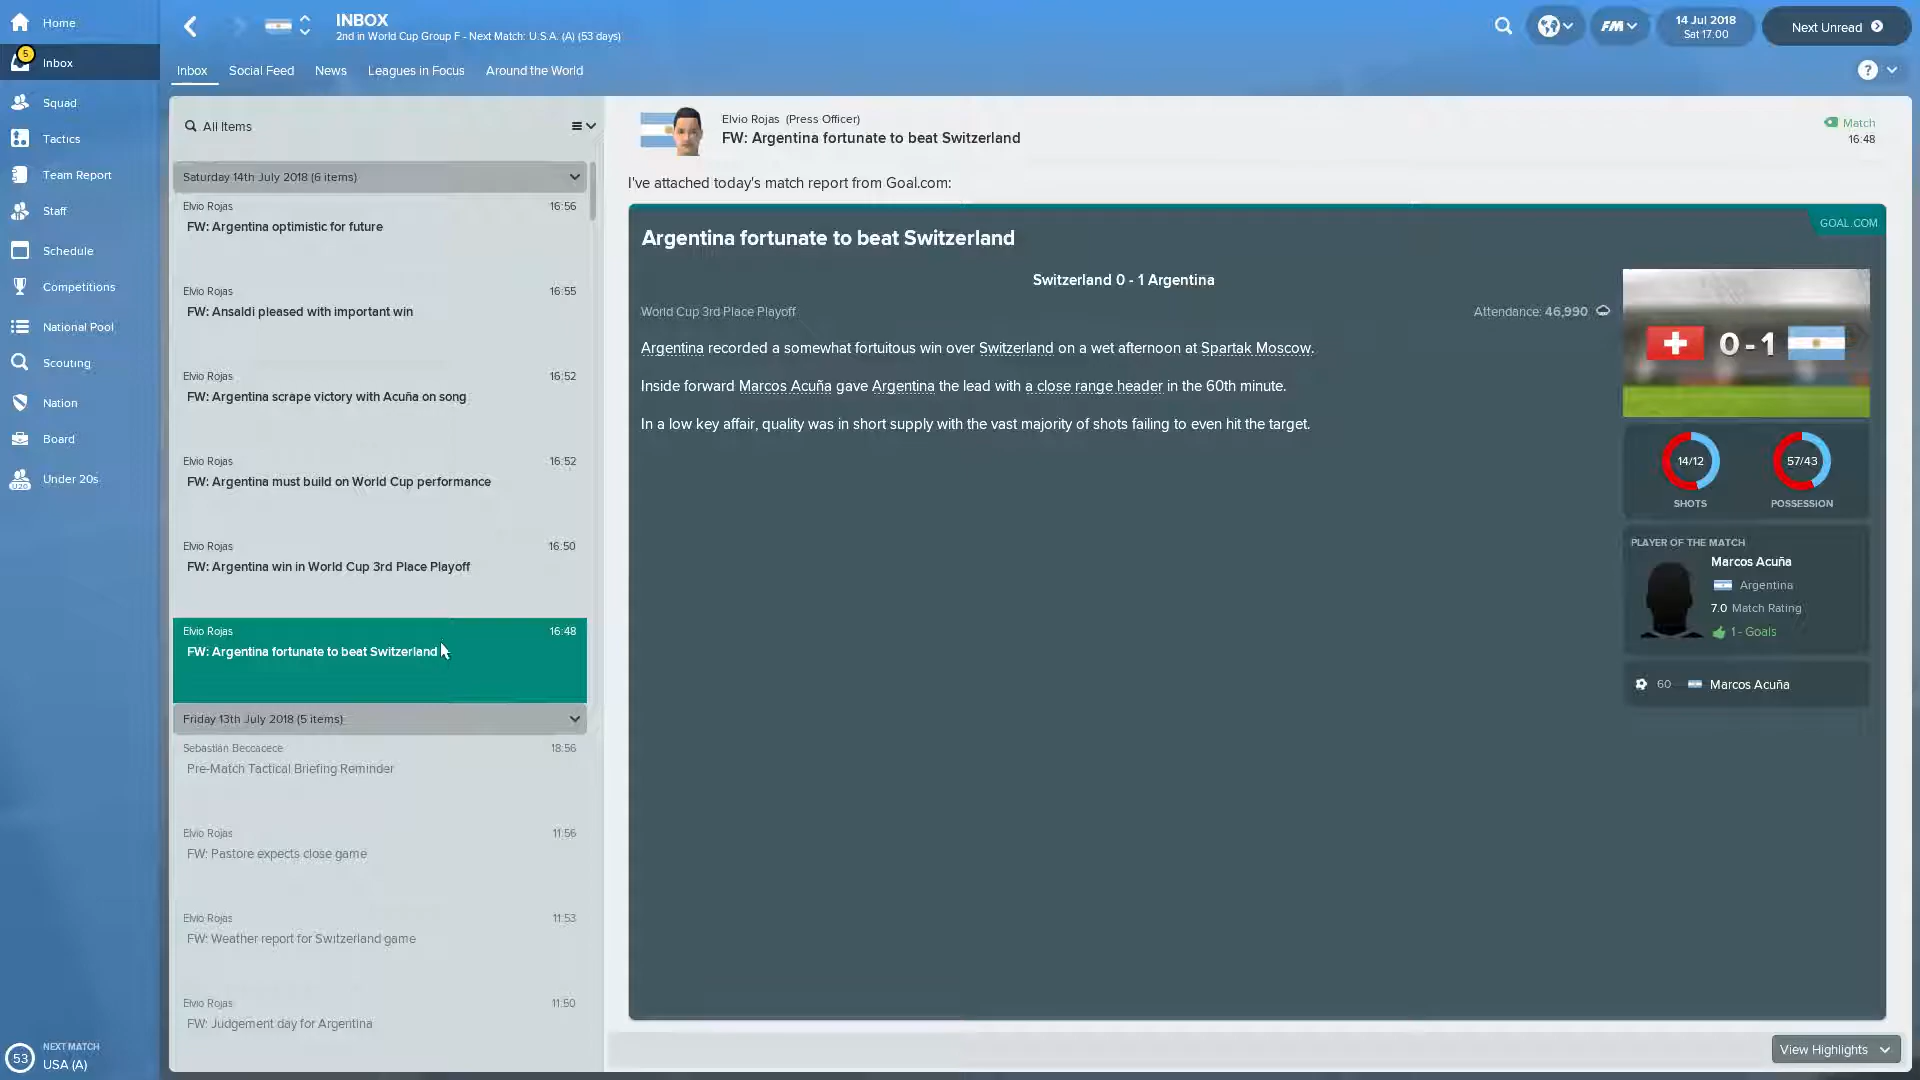 Home
5
Inbox
Squad
Tactics
Team Report
Staff
Schedule
Competitions
National Pool
Scouting
Nation
Board
U20
Under 20s
53
NEXT MATCH
USA (A)
INBOX
2nd in World Cup Group F - Next Match: U.S.A. (A) (53 days)
FM
14 Jul 2018
Sat 17:00
Next Unread
Inbox
Social Feed
News
Leagues in Focus
Around the World
?
All Items
Saturday 14th July 2018 (6 items)
Elvio Rojas 16:56
FW: Argentina optimistic for future
Elvio Rojas 16:55
FW: Ansaldi pleased with important win
Elvio Rojas 16:52
FW: Argentina scrape victory with Acuña on song
Elvio Rojas 16:52
FW: Argentina must build on World Cup performance
Elvio Rojas 16:50
FW: Argentina win in World Cup 3rd Place Playoff
Elvio Rojas 16:48
FW: Argentina fortunate to beat Switzerland
Friday 13th July 2018 (5 items)
Sebastián Beccacece 18:56
Pre-Match Tactical Briefing Reminder
Elvio Rojas 11:56
FW: Pastore expects close game
Elvio Rojas 11:53
FW: Weather report for Switzerland game
Elvio Rojas 11:50
FW: Judgement day for Argentina
Elvio Rojas (Press Officer)
FW: Argentina fortunate to beat Switzerland
Match
16:48
I've attached today's match report from Goal.com:
GOAL.COM
Argentina fortunate to beat Switzerland
Switzerland 0 - 1 Argentina
World Cup 3rd Place Playoff
Attendance: 46,990
Argentina recorded a somewhat fortuitous win over Switzerland on a wet afternoon at Spartak Moscow.
Inside forward Marcos Acuña gave Argentina the lead with a close range header in the 60th minute.
In a low key affair, quality was in short supply with the vast majority of shots failing to even hit the target.
0 - 1
14/12
SHOTS
57/43
POSSESSION
PLAYER OF THE MATCH
Marcos Acuña
Argentina
7.0 Match Rating
1 - Goals
60 Marcos Acuña
View Highlights